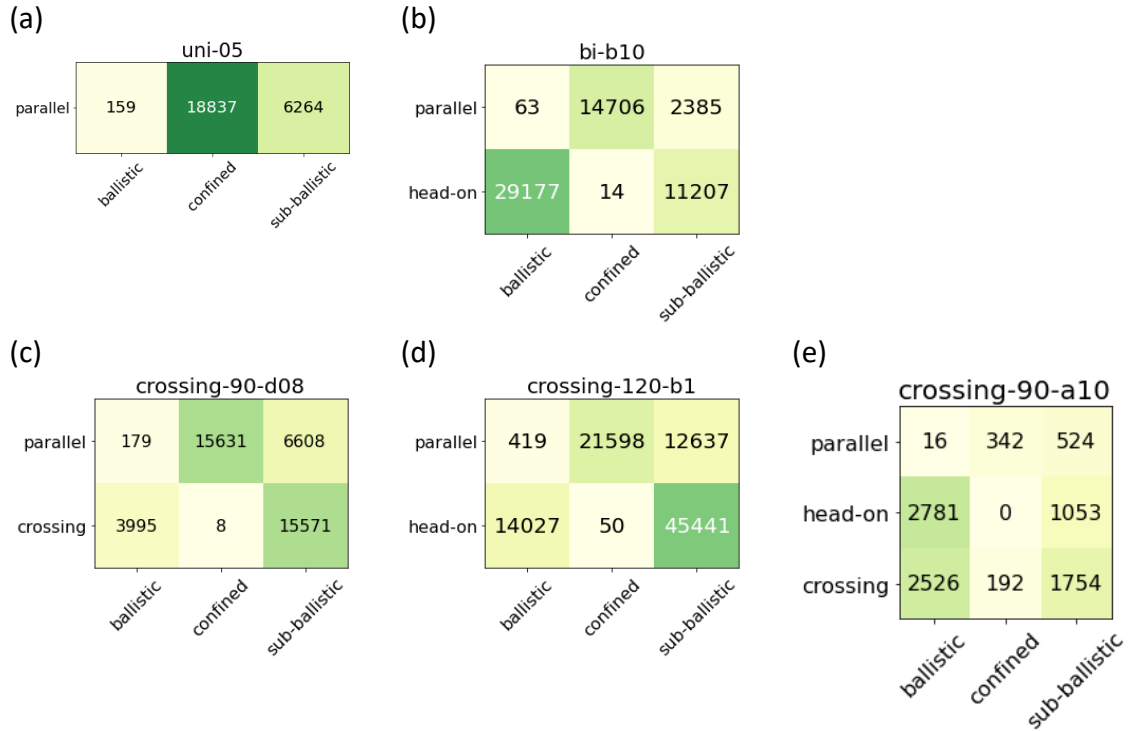 (a)
uni-05
parallel 159 18837 6264
ballistic confined sub-ballistic
(b)
bi-b10
parallel 63 14706 2385
head-on 29177 14 11207
ballistic confined sub-ballistic
(c)
crossing-90-d08
parallel 179 15631 6608
crossing 3995 8 15571
ballistic confined sub-ballistic
(d)
crossing-120-b1
parallel 419 21598 12637
head-on 14027 50 45441
ballistic confined sub-ballistic
(e)
crossing-90-a10
parallel 16 342 524
head-on 2781 0 1053
crossing 2526 192 1754
ballistic confined sub-ballistic